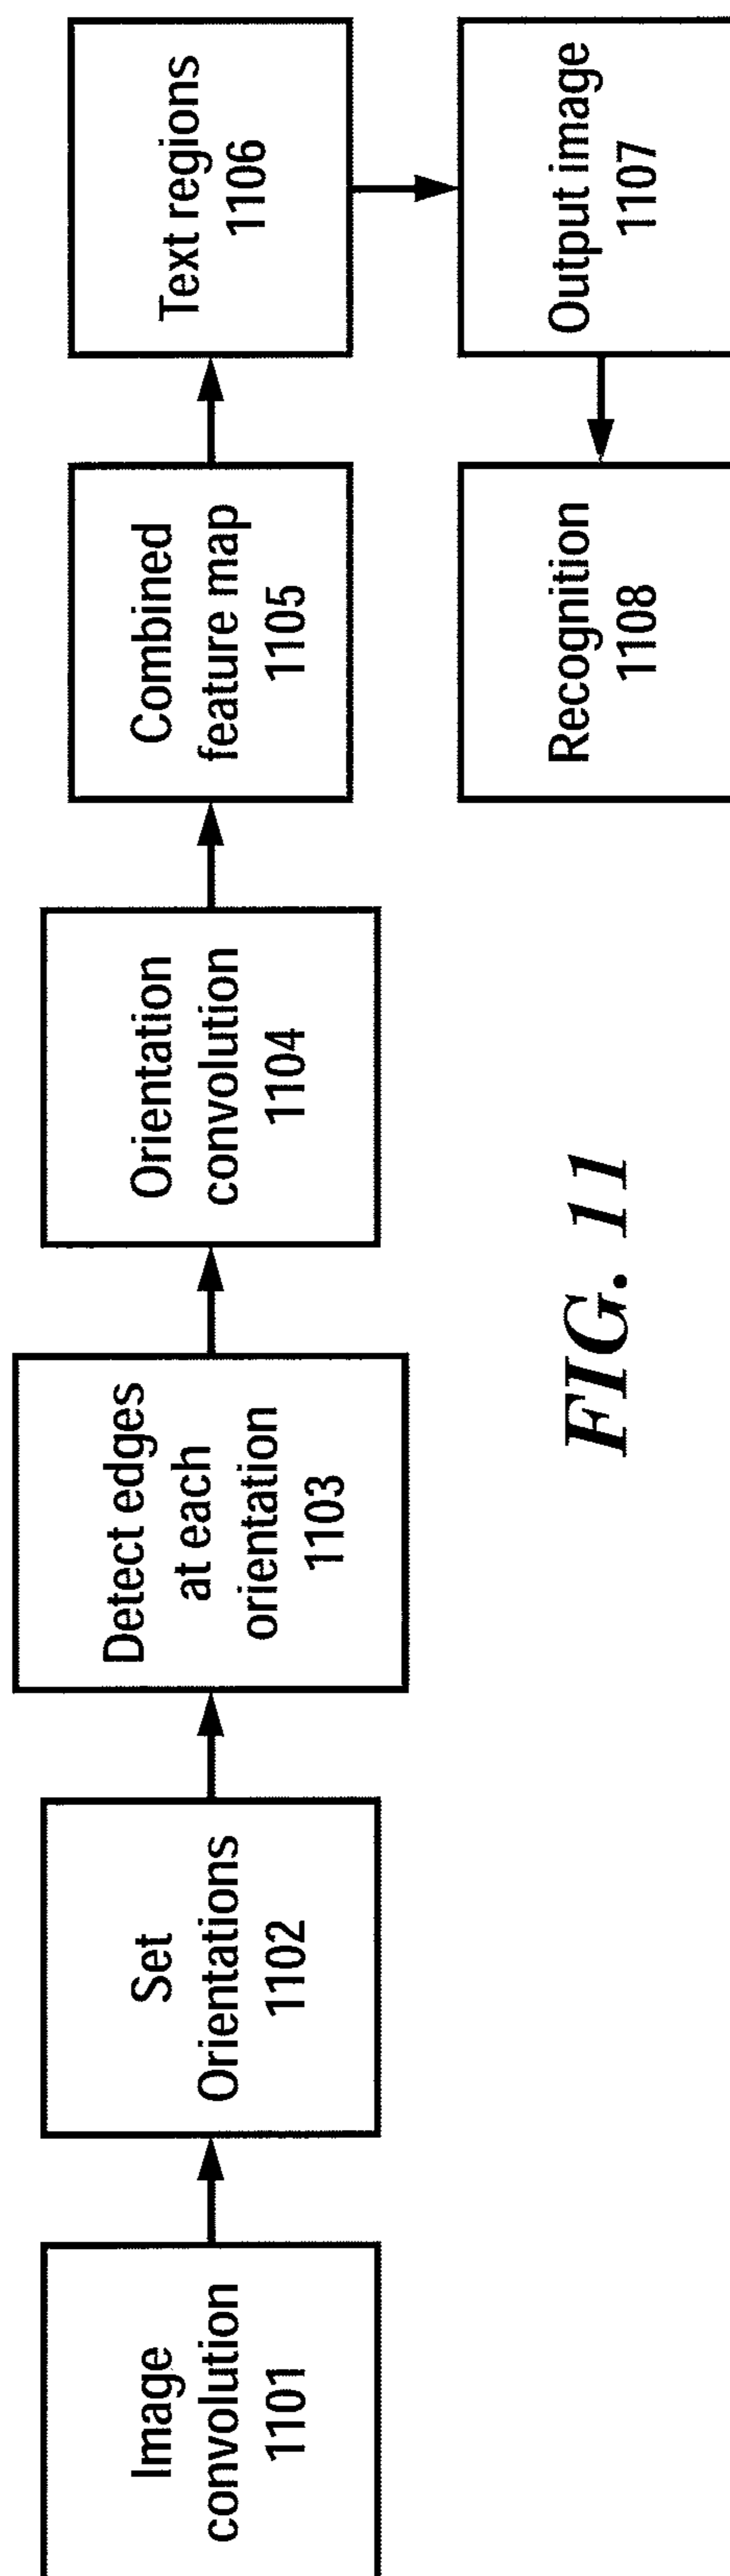 Image
convolution
1101
Set
Orientations
1102
Detect edges
at each
orientation
1103
Orientation
convolution
1104
Combined
feature map
1105
Text regions
1106
Output image
1107
Recognition
1108
FIG. 11